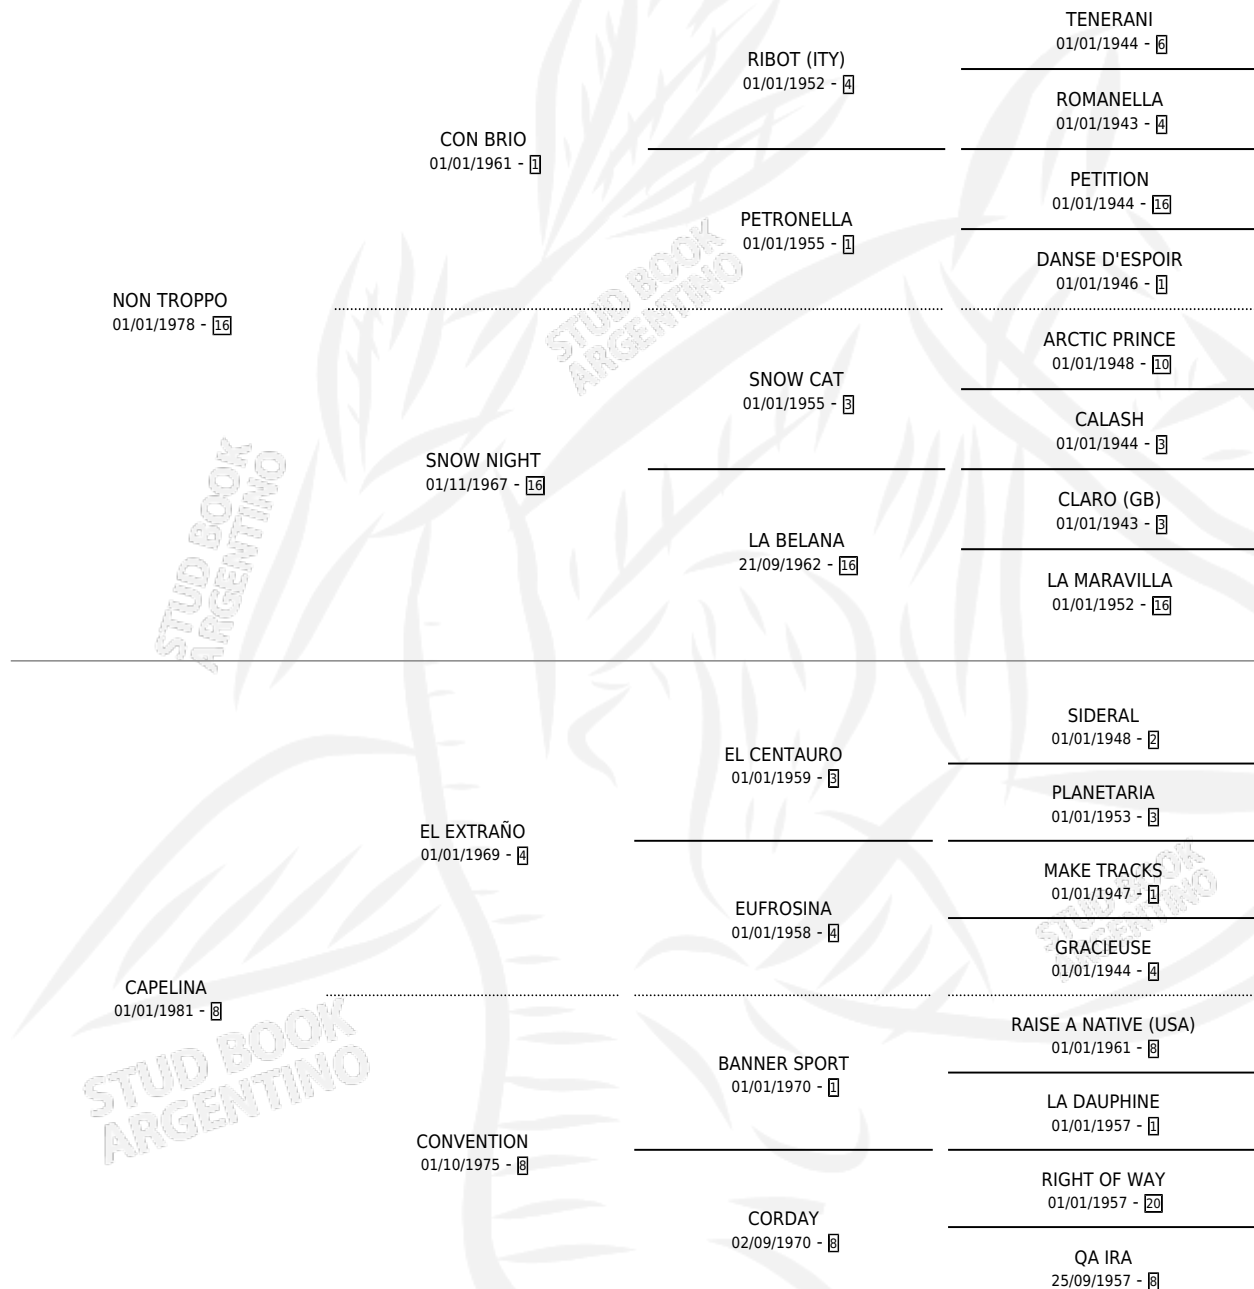 TENERANI
01/01/1944 - 6
RIBOT (ITY)
01/01/1952 - 4
ROMANELLA
01/01/1943 - 4
CON BRIO
01/01/1961 - 1
PETITION
01/01/1944 - 16
PETRONELLA
01/01/1955 - 1
DANSE D'ESPOIR
01/01/1946 - 1
NON TROPPO
01/01/1978 - 16
ARCTIC PRINCE
01/01/1948 - 10
SNOW CAT
01/01/1955 - 3
CALASH
01/01/1944 - 3
SNOW NIGHT
01/11/1967 - 16
CLARO (GB)
01/01/1943 - 3
LA BELANA
21/09/1962 - 16
LA MARAVILLA
01/01/1952 - 16
SIDERAL
01/01/1948 - 2
EL CENTAURO
01/01/1959 - 3
PLANETARIA
01/01/1953 - 3
EL EXTRAÑO
01/01/1969 - 4
MAKE TRACKS
01/01/1947 - 1
EUFROSINA
01/01/1958 - 4
GRACIEUSE
01/01/1944 - 4
CAPELINA
01/01/1981 - 8
RAISE A NATIVE (USA)
01/01/1961 - 8
BANNER SPORT
01/01/1970 - 1
LA DAUPHINE
01/01/1957 - 1
CONVENTION
01/10/1975 - 8
RIGHT OF WAY
01/01/1957 - 20
CORDAY
02/09/1970 - 8
QA IRA
25/09/1957 - 8
STUD BOOK
ARGENTINO
STUD BOOK
ARGENTINO
STUD BOOK
ARGENTINO
STUD BOOK
ARGENTINO